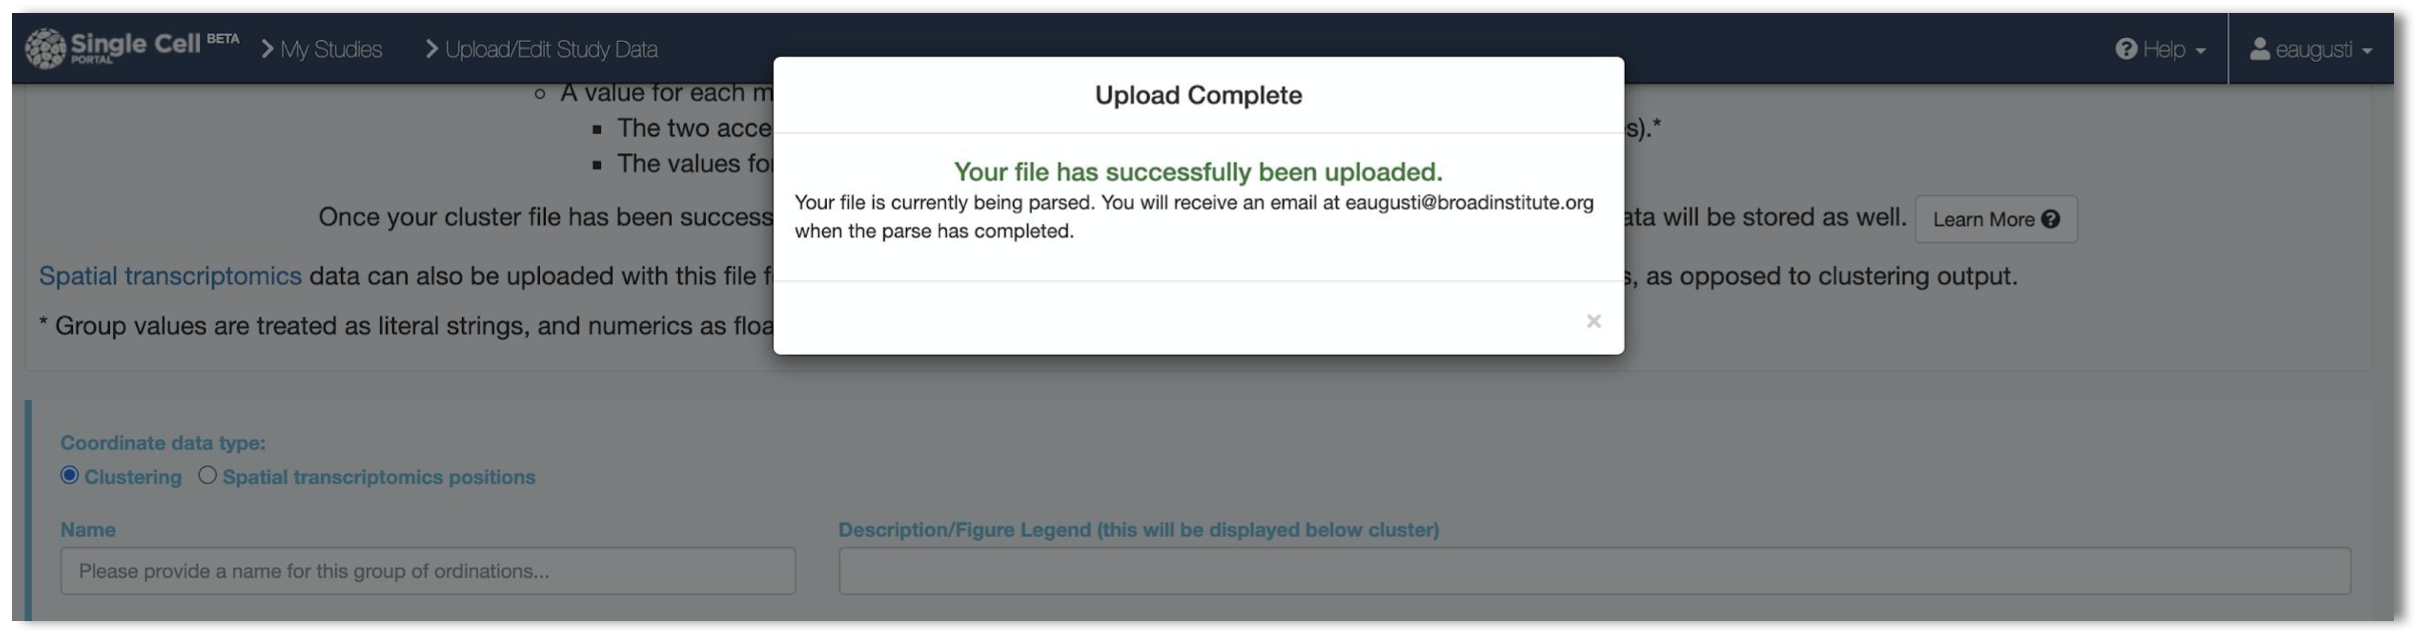 Single Cell BETA
PORTAL
My Studies
Upload/Edit Study Data
Help
eaugusti
Upload Complete
Your file has successfully been uploaded.
Your file is currently being parsed. You will receive an email at eaugusti@broadinstitute.org
when the parse has completed.
×
A value for each m
The two acce s).*
The values for
Once your cluster file has been success ata will be stored as well. Learn More
Spatial transcriptomics data can also be uploaded with this file f s, as opposed to clustering output.
* Group values are treated as literal strings, and numerics as floa
Coordinate data type:
Clustering Spatial transcriptomics positions
Name
Description/Figure Legend (this will be displayed below cluster)
Please provide a name for this group of ordinations...